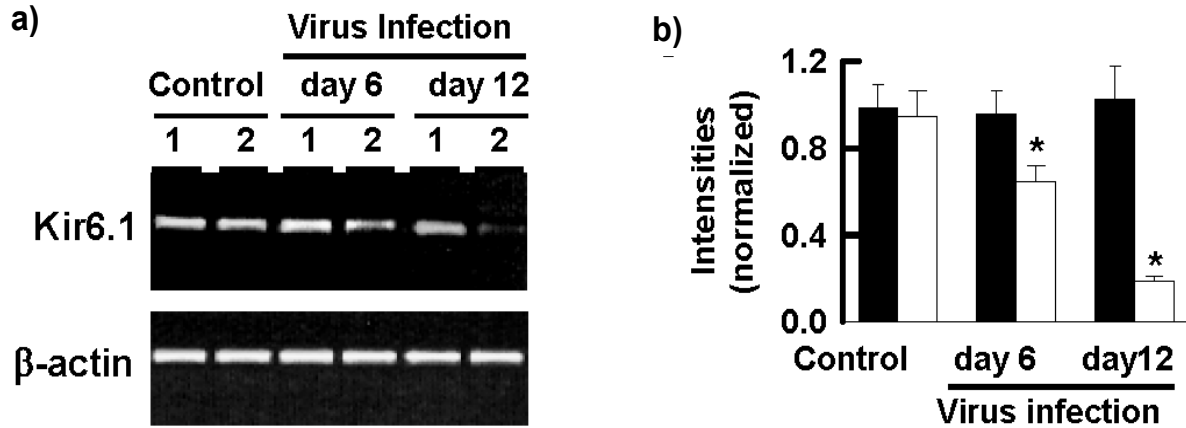 a)
Virus Infection
Control day 6 day 12
1 2 1 2 1 2
Kir6.1
β-actin
b)
Intensities
(normalized)
1.2
0.8
0.4
0.0
*
*
Control day 6 day12
Virus infection